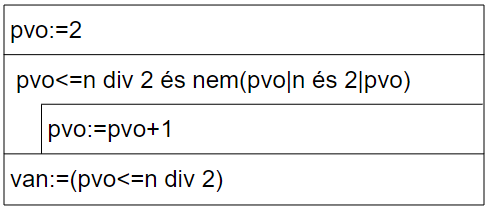 pvo:=2
pvo<=n div 2 és nem(pvo|n és 2|pvo)
pvo:=pvo+1
van:=(pvo<=n div 2)